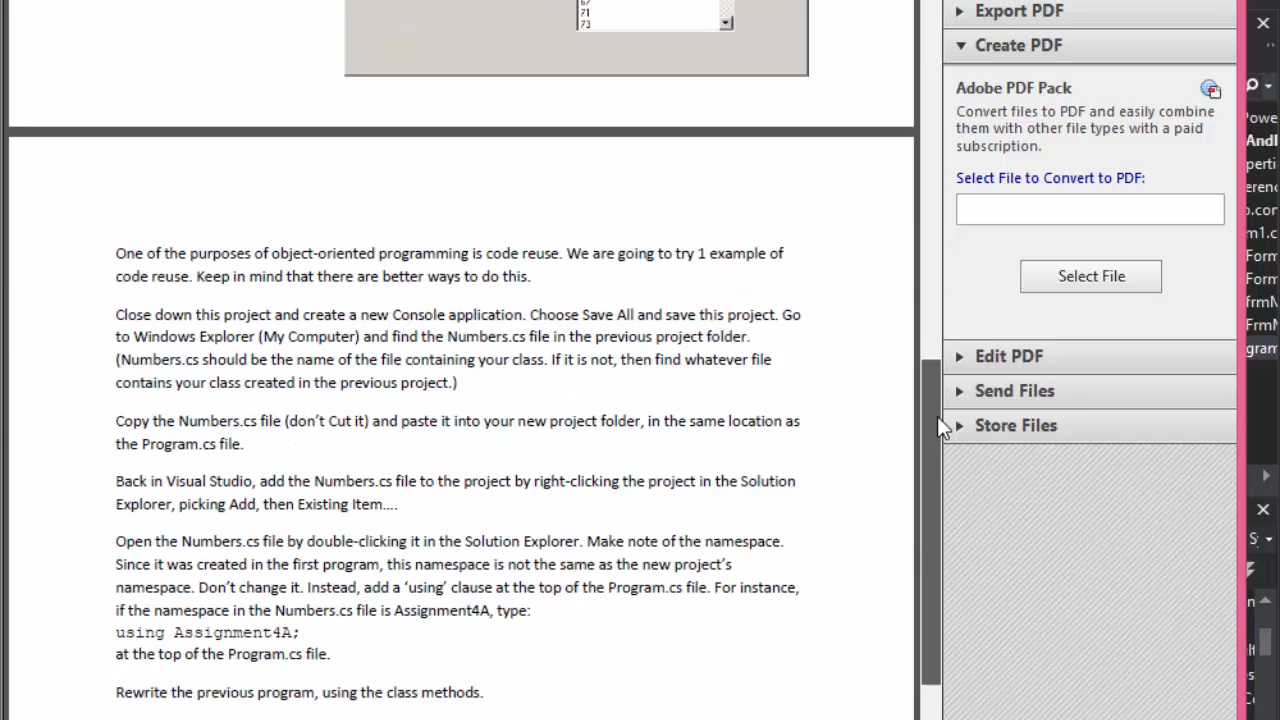 71
73
One of the purposes of object-oriented programming is code reuse. We are going to try 1 example of
code reuse. Keep in mind that there are better ways to do this.
Close down this project and create a new Console application. Choose Save All and save this project. Go
to Windows Explorer (My Computer) and find the Numbers.cs file in the previous project folder.
(Numbers.cs should be the name of the file containing your class. If it is not, then find whatever file
contains your class created in the previous project.)
Copy the Numbers.cs file (don’t Cut it) and paste it into your new project folder, in the same location as
the Program.cs file.
Back in Visual Studio, add the Numbers.cs file to the project by right-clicking the project in the Solution
Explorer, picking Add, then Existing Item....
Open the Numbers.cs file by double-clicking it in the Solution Explorer. Make note of the namespace.
Since it was created in the first program, this namespace is not the same as the new project’s
namespace. Don’t change it. Instead, add a ‘using’ clause at the top of the Program.cs file. For instance,
if the namespace in the Numbers.cs file is Assignment4A, type:
using Assignment4A;
at the top of the Program.cs file.
Rewrite the previous program, using the class methods.
Export PDF
Create PDF
Adobe PDF Pack
Convert files to PDF and easily combine
them with other file types with a paid
subscription.
Select File to Convert to PDF:
Select File
Edit PDF
Send Files
Store Files
Powe
AndI
perti
erenc
p.con
m1.c
Form
Form
frmM
FrmM
gram